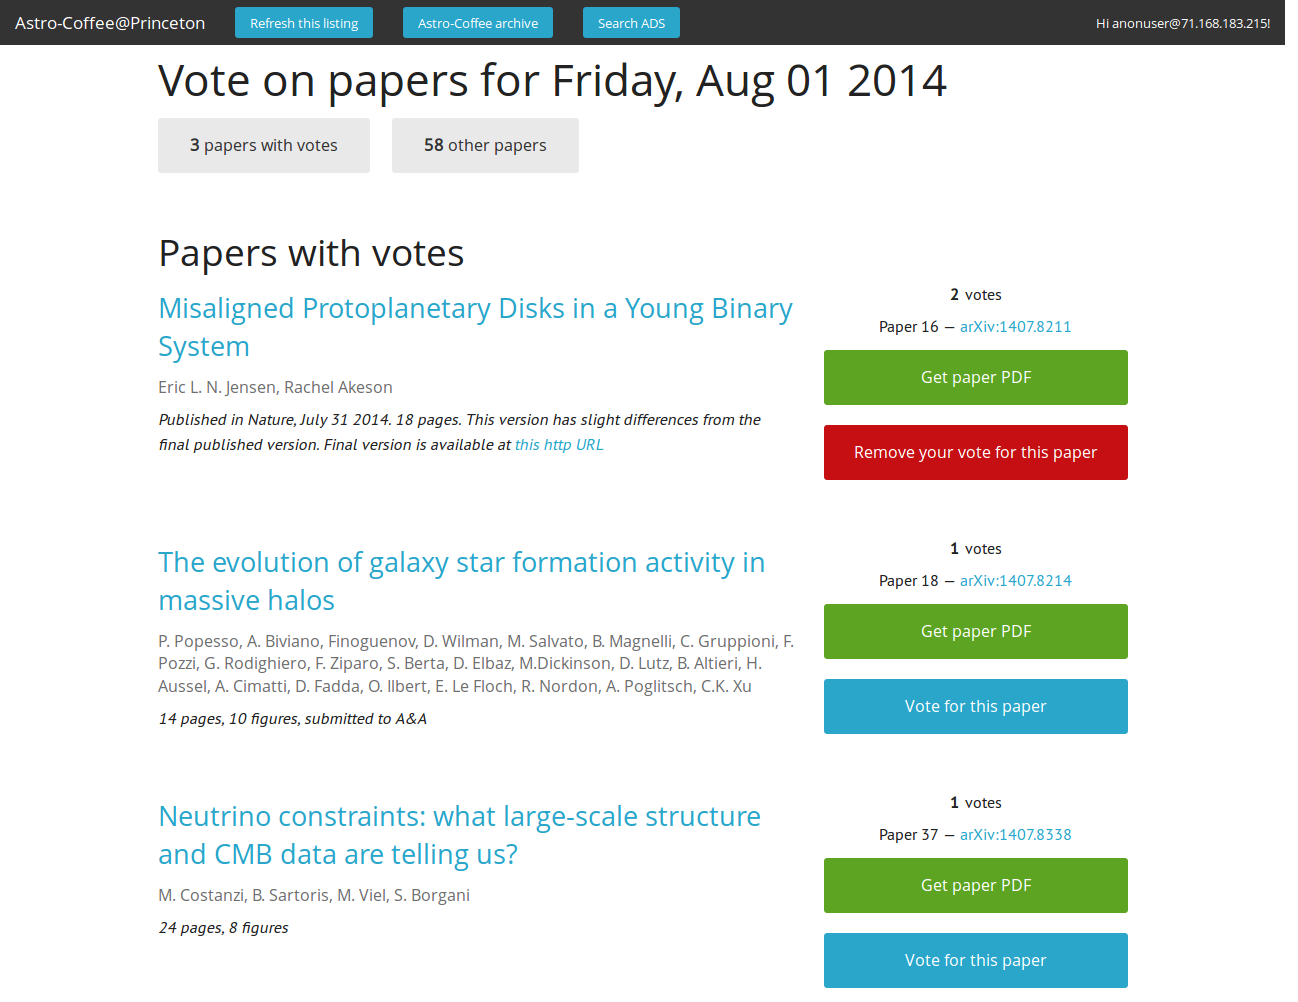 Astro-Coffee@Princeton
Refresh this listing
Astro-Coffee archive
Search ADS
Hi anonuser@71.168.183.215!
Vote on papers for Friday, Aug 01 2014
3 papers with votes
58 other papers
Papers with votes
Misaligned Protoplanetary Disks in a Young Binary
System
Eric L. N. Jensen, Rachel Akeson
Published in Nature, July 31 2014. 18 pages. This version has slight differences from the
final published version. Final version is available at this http URL
2 votes
Paper 16 — arXiv:1407.8211
Get paper PDF
Remove your vote for this paper
The evolution of galaxy star formation activity in
massive halos
P. Popesso, A. Biviano, Finoguenov, D. Wilman, M. Salvato, B. Magnelli, C. Gruppioni, F.
Pozzi, G. Rodighiero, F. Ziparo, S. Berta, D. Elbaz, M.Dickinson, D. Lutz, B. Altieri, H.
Aussel, A. Cimatti, D. Fadda, O. Ilbert, E. Le Floch, R. Nordon, A. Poglitsch, C.K. Xu
14 pages, 10 figures, submitted to A&A
1 votes
Paper 18 — arXiv:1407.8214
Get paper PDF
Vote for this paper
Neutrino constraints: what large-scale structure
and CMB data are telling us?
M. Costanzi, B. Sartoris, M. Viel, S. Borgani
24 pages, 8 figures
1 votes
Paper 37 — arXiv:1407.8338
Get paper PDF
Vote for this paper